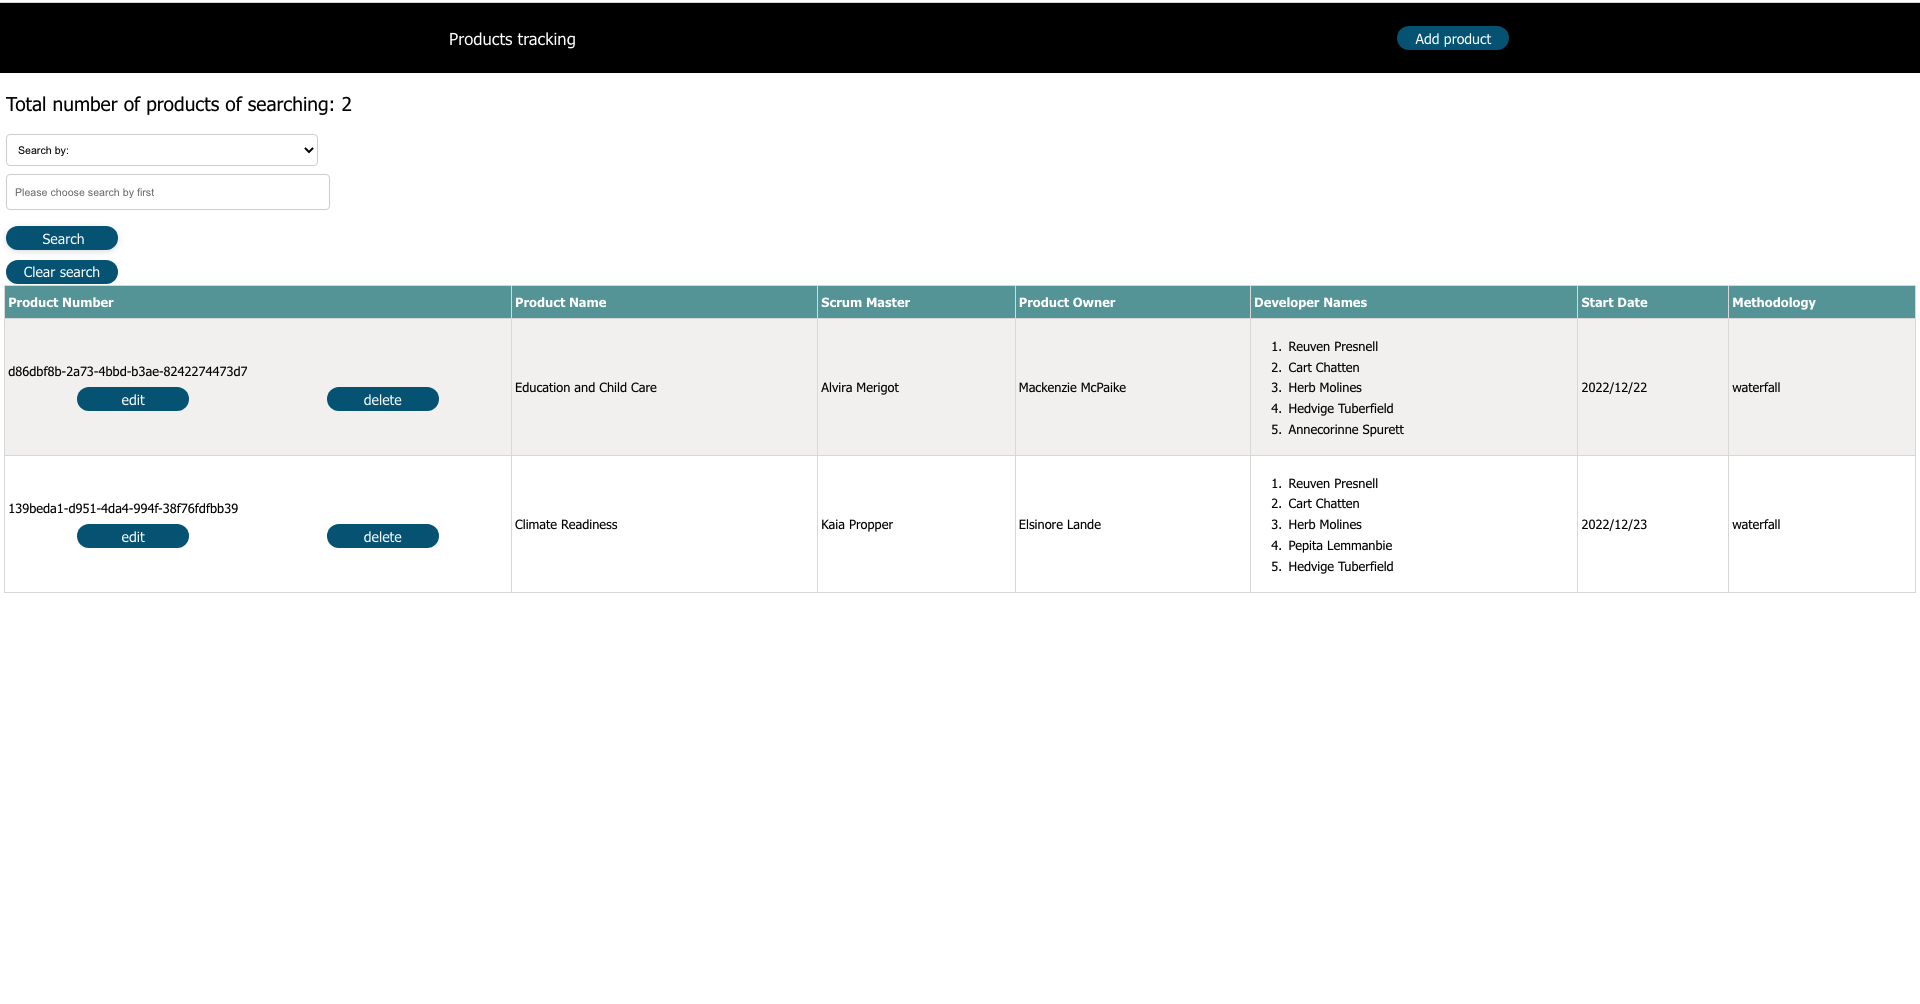 Products tracking
Add product
Total number of products of searching: 2
Search by:
Please choose search by first
Search
Clear search
Product Number Product Name Scrum Master Product Owner Developer Names Start Date Methodology
d86dbf8b-2a73-4bbd-b3ae-8242274473d7
edit delete
Education and Child Care
Alvira Merigot
Mackenzie McPaike
1. Reuven Presnell
2. Cart Chatten
3. Herb Molines
4. Hedvige Tuberfield
5. Annecorinne Spurett
2022/12/22
waterfall
139beda1-d951-4da4-994f-38f76fdfbb39
edit delete
Climate Readiness
Kaia Propper
Elsinore Lande
1. Reuven Presnell
2. Cart Chatten
3. Herb Molines
4. Pepita Lemmanbie
5. Hedvige Tuberfield
2022/12/23
waterfall